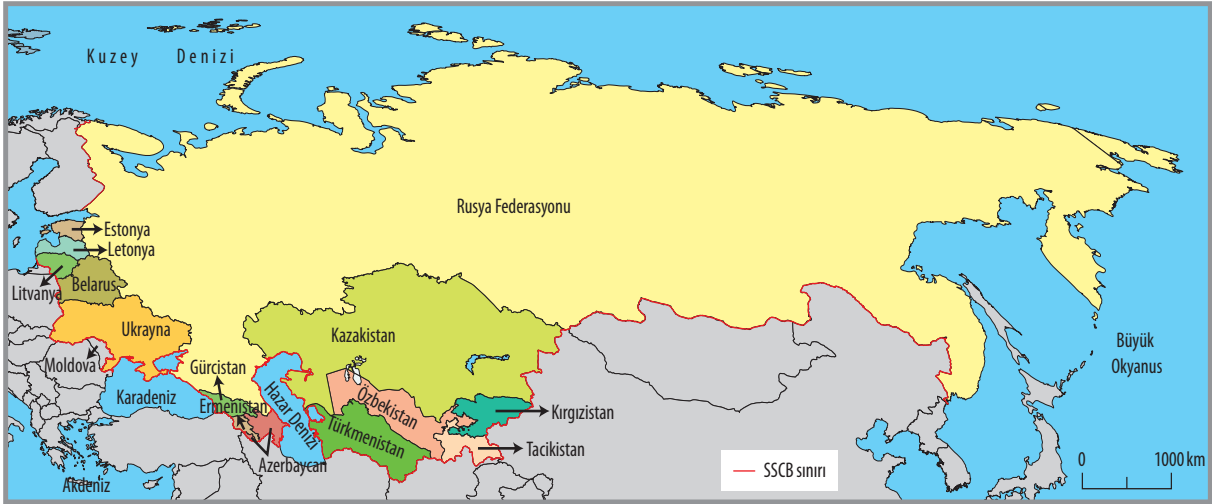 Kuzey Denizi
Rusya Federasyonu
Estonya
Letonya
Litvanya
Belarus
Ukrayna
Moldova
Kazakistan
Gürcistan
Karadeniz
Ermenistan
Hazar Denizi
Özbekistan
Türkmenistan
Kırgızistan
Tacikistan
Azerbaycan
Akdeniz
Büyük
Okyanus
SSCB sınırı
0 1000 km